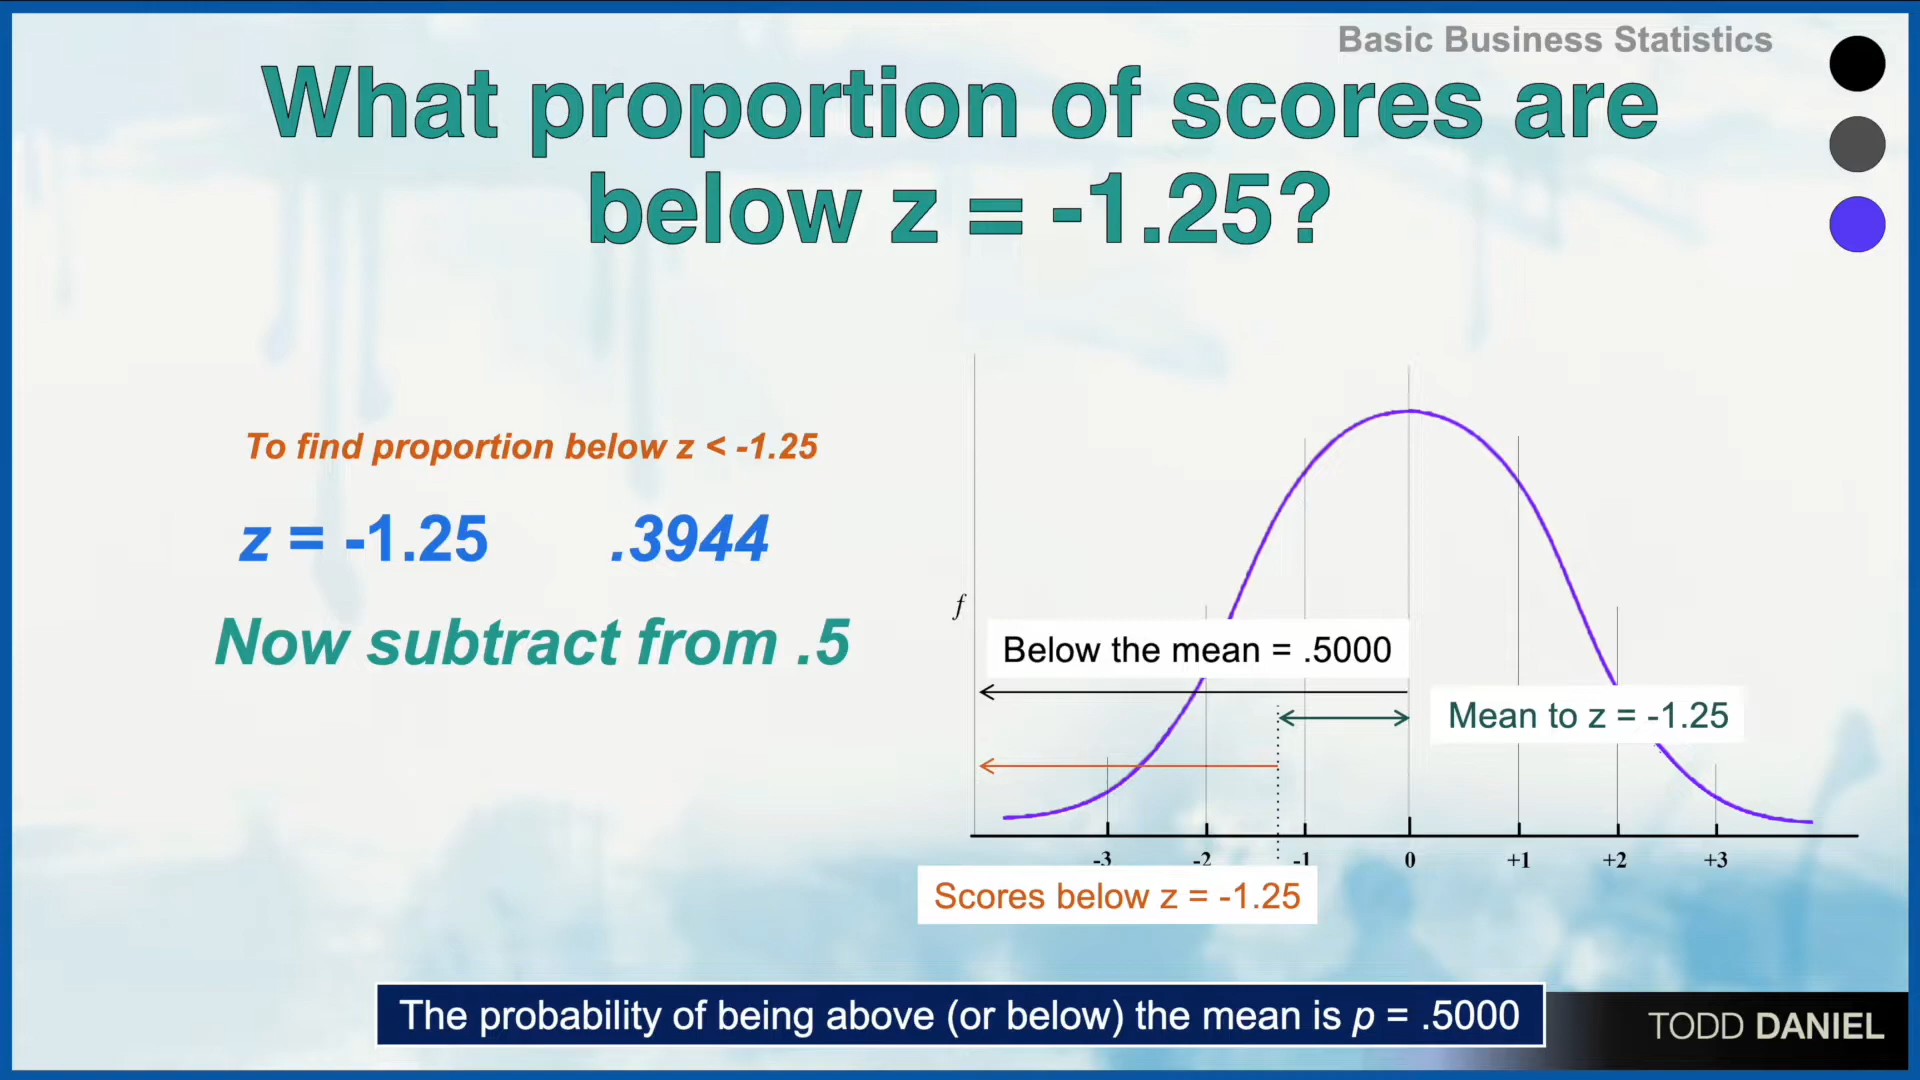 Basic Business Statistics
What proportion of scores are
below z = -1.25?
To find proportion below z < -1.25
z = -1.25 .3944
Now subtract from .5
f
Below the mean = .5000
Mean to z = -1.25
-3 -2 -1 0 +1 +2 +3
Scores below z = -1.25
The probability of being above (or below) the mean is p = .5000
TODD DANIEL